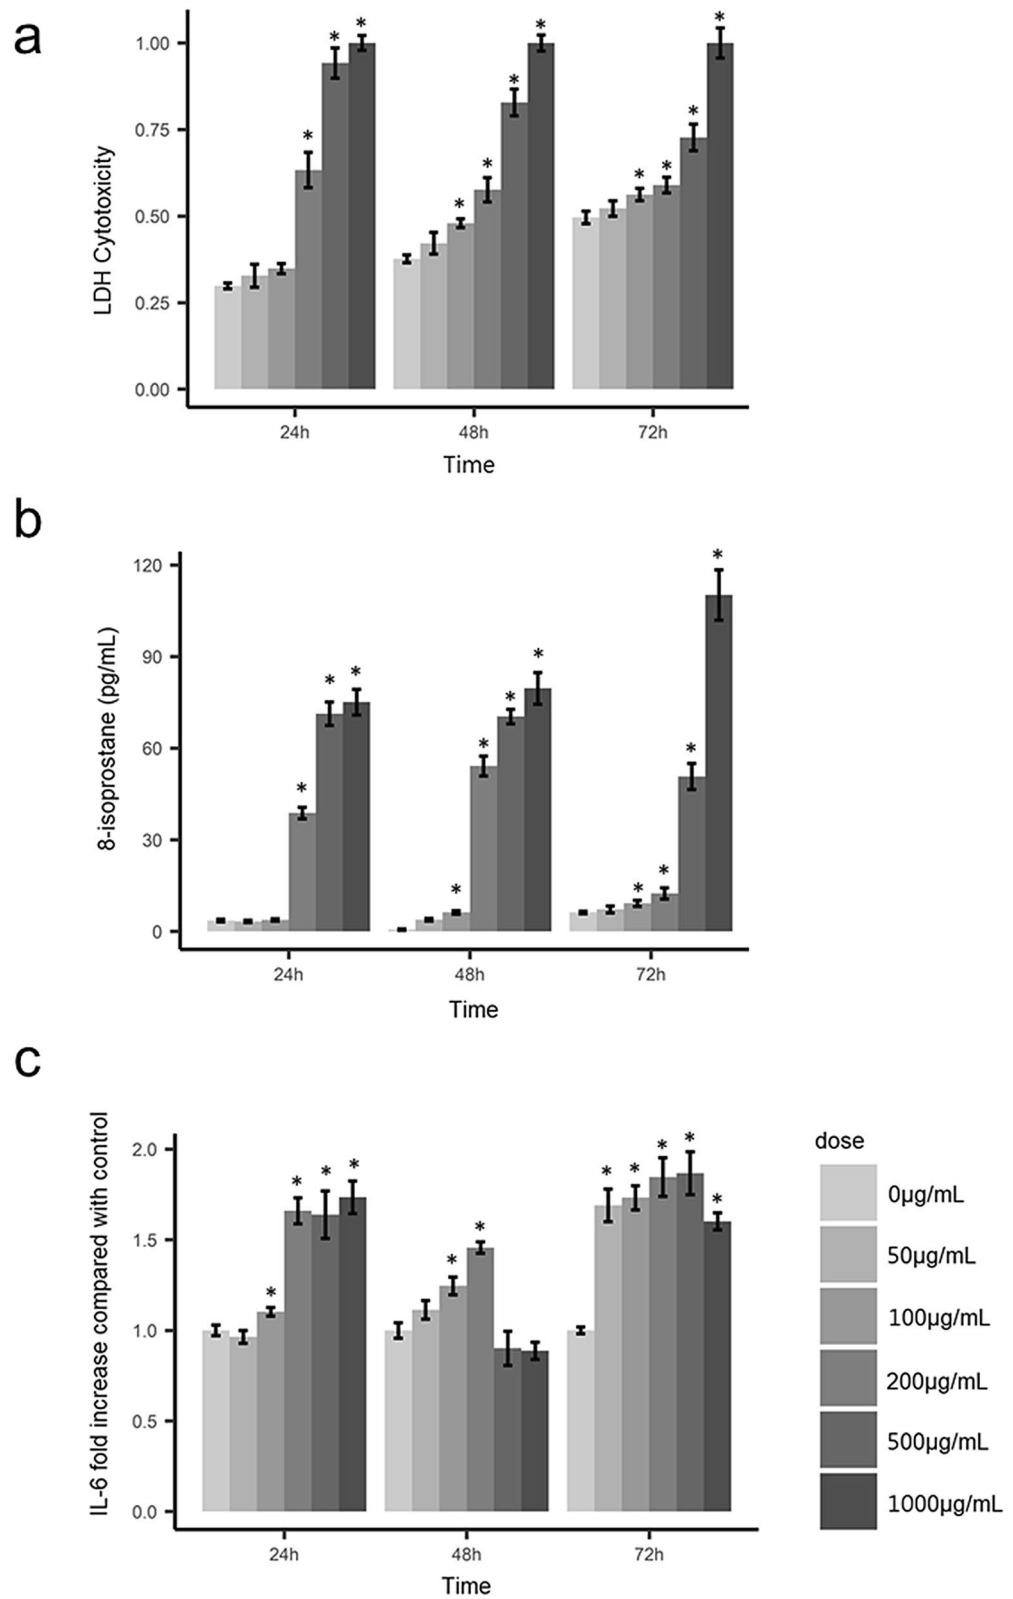 a
LDH Cytotoxicity
1.00
0.75
0.50
0.25
0.00
* * *
* * * *
* * * *
24h 48h 72h
Time
b
8-isoprostane (pg/mL)
120
90
60
30
0
* * *
* * * *
* * * *
24h 48h 72h
Time
c
IL-6 fold increase compared with control
2.0
1.5
1.0
0.5
0.0
* * * *
* *
* * * * *
24h 48h 72h
Time
dose
0µg/mL
50µg/mL
100µg/mL
200µg/mL
500µg/mL
1000µg/mL